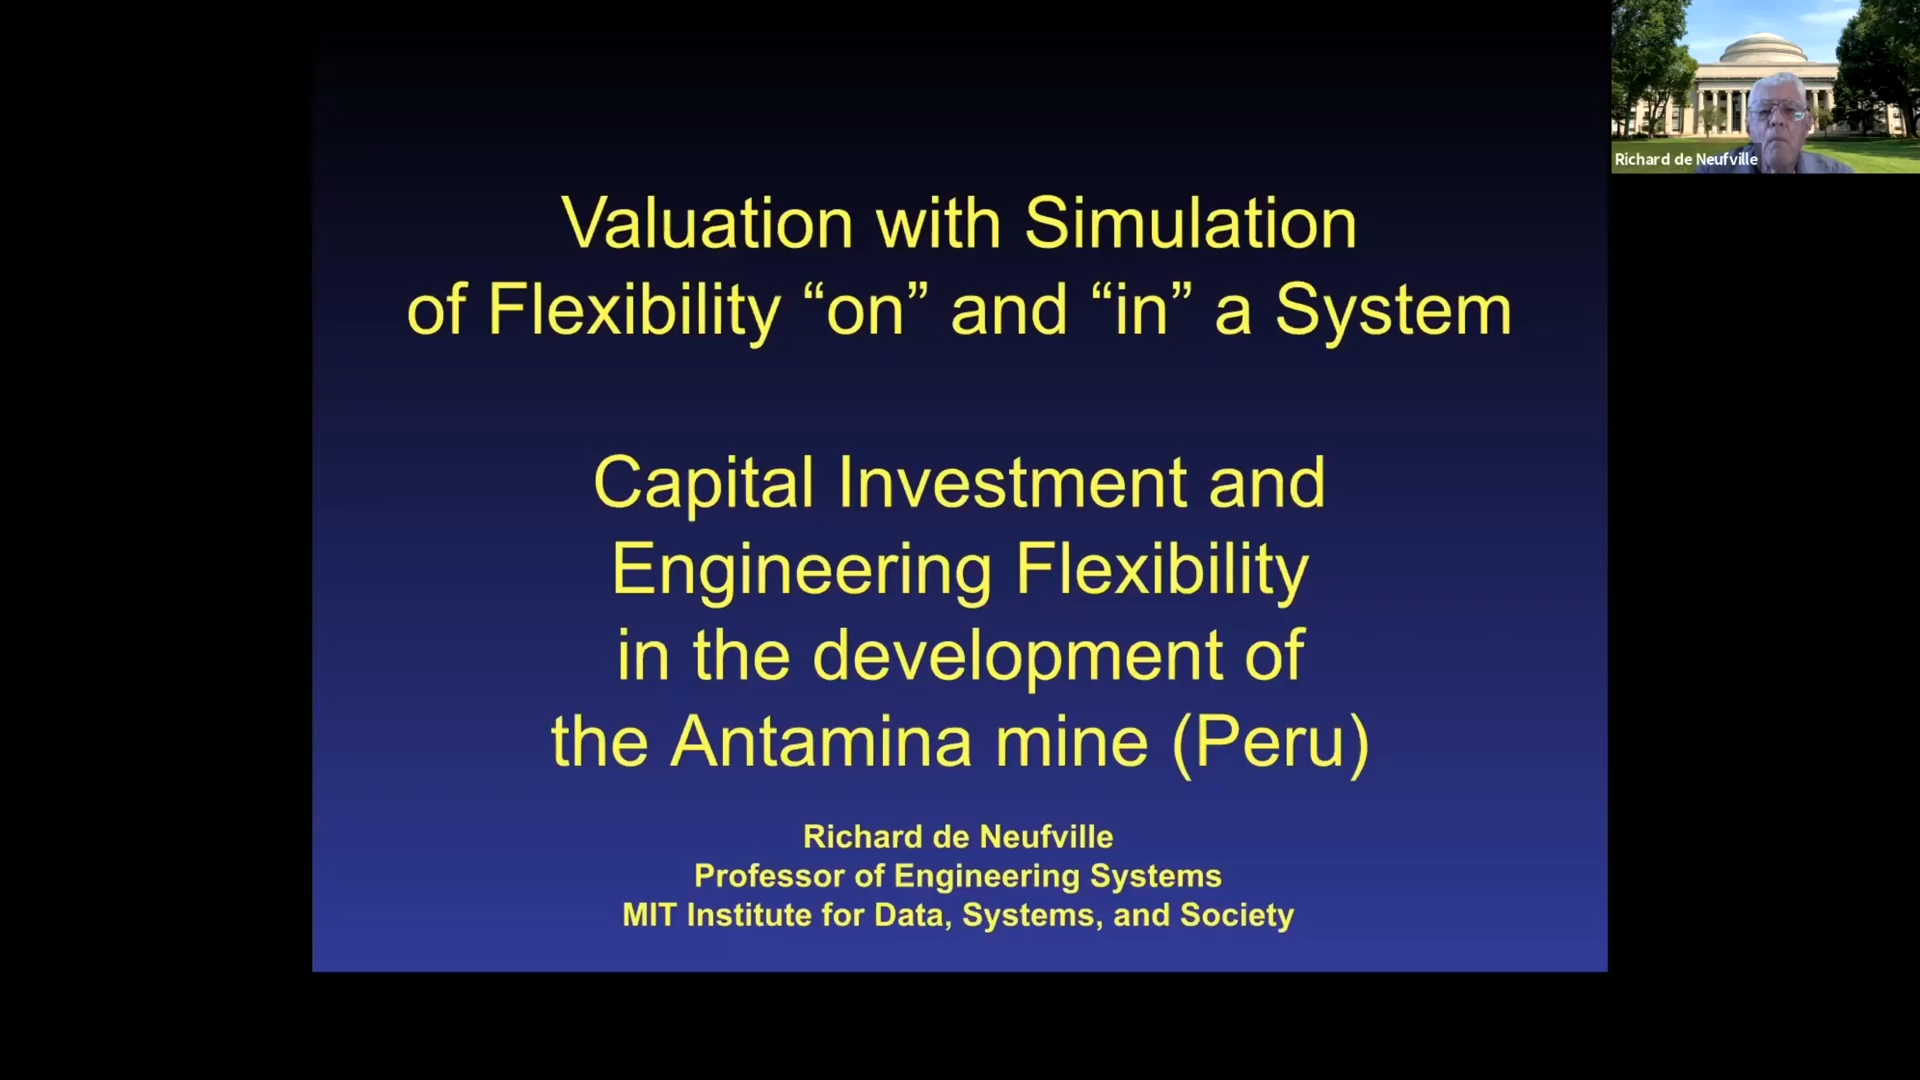 Valuation with Simulation
of Flexibility “on” and “in” a System
Capital Investment and
Engineering Flexibility
in the development of
the Antamina mine (Peru)
Richard de Neufville
Professor of Engineering Systems
MIT Institute for Data, Systems, and Society
Richard de Neufville